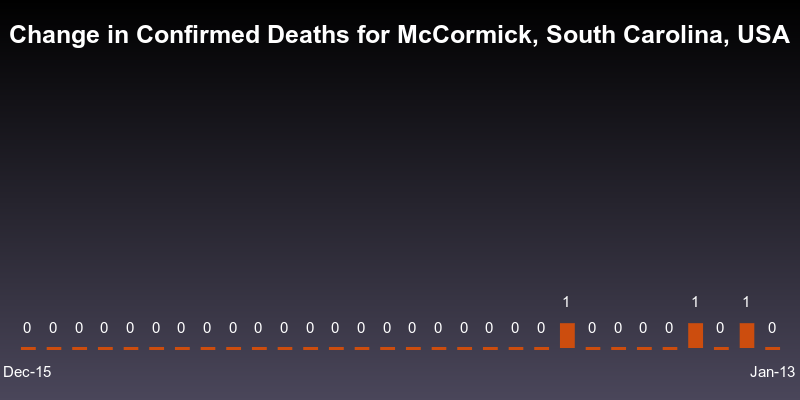 Change in Confirmed Deaths for McCormick, South Carolina, USA
1 1 1
0 0 0 0 0 0 0 0 0 0 0 0 0 0 0 0 0 0 0 0 0 0 0 0 0 0 0
Dec-15 Jan-13